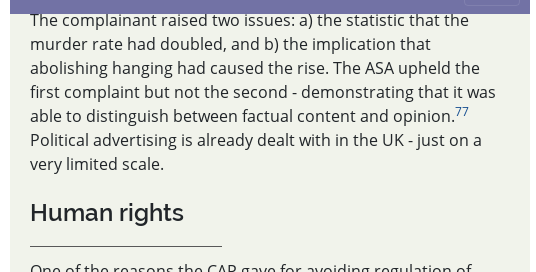 The complainant raised two issues: a) the statistic that the
murder rate had doubled, and b) the implication that
abolishing hanging had caused the rise. The ASA upheld the
first complaint but not the second - demonstrating that it was
able to distinguish between factual content and opinion.77
Political advertising is already dealt with in the UK - just on a
very limited scale.
Human rights
One of the reasons the CAP gave for avoiding regulation of